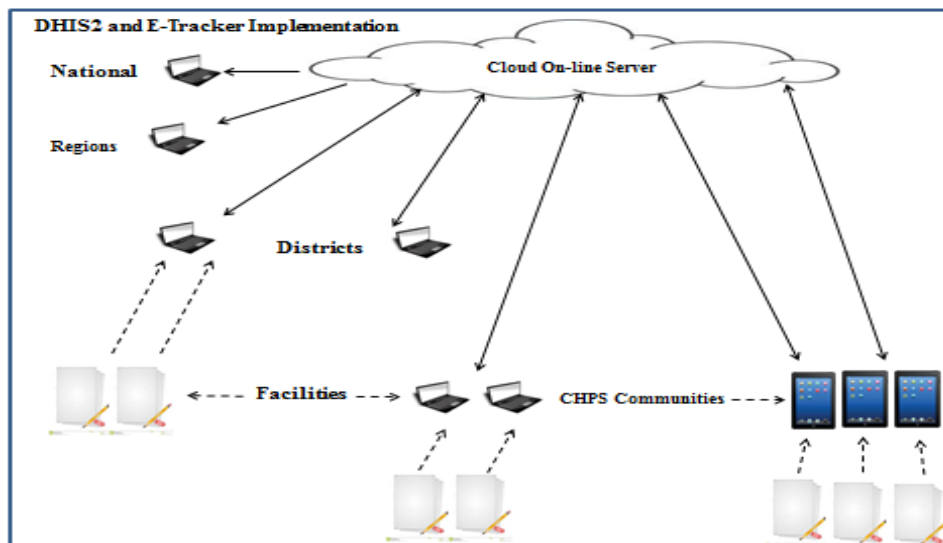 DHIS2 and E-Tracker Implementation
National
Cloud On-line Server
Regions
Districts
Facilities
CHPS Communities